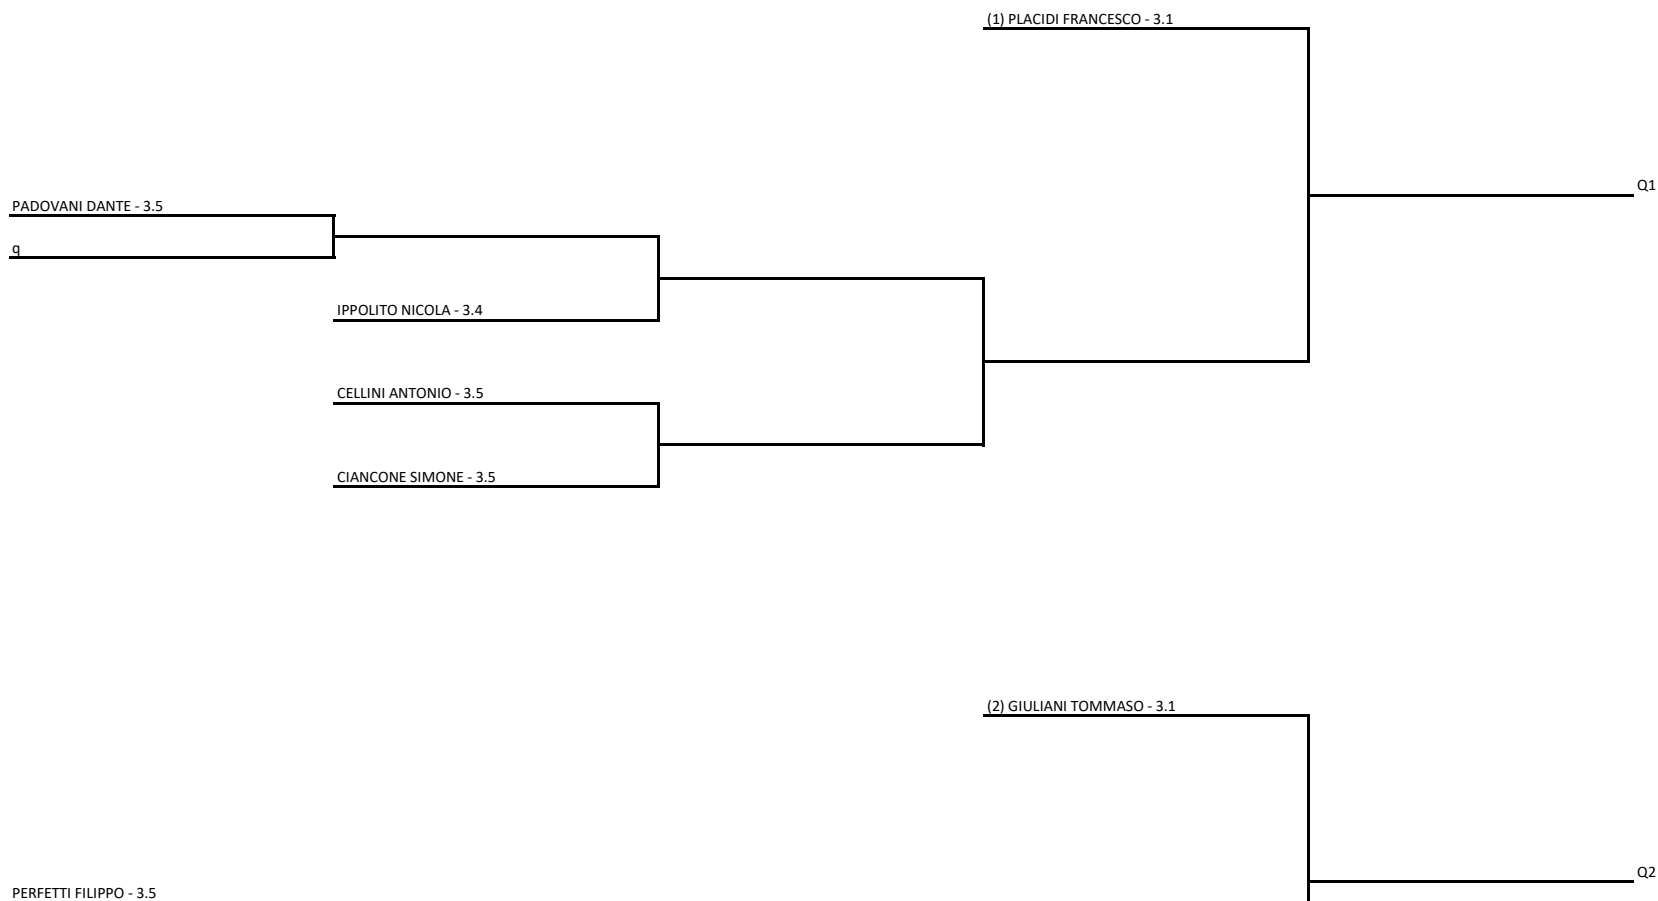 (1) PLACIDI FRANCESCO - 3.1
Q1
PADOVANI DANTE - 3.5
q
IPPOLITO NICOLA - 3.4
CELLINI ANTONIO - 3.5
CIANCONE SIMONE - 3.5
(2) GIULIANI TOMMASO - 3.1
Q2
PERFETTI FILIPPO - 3.5